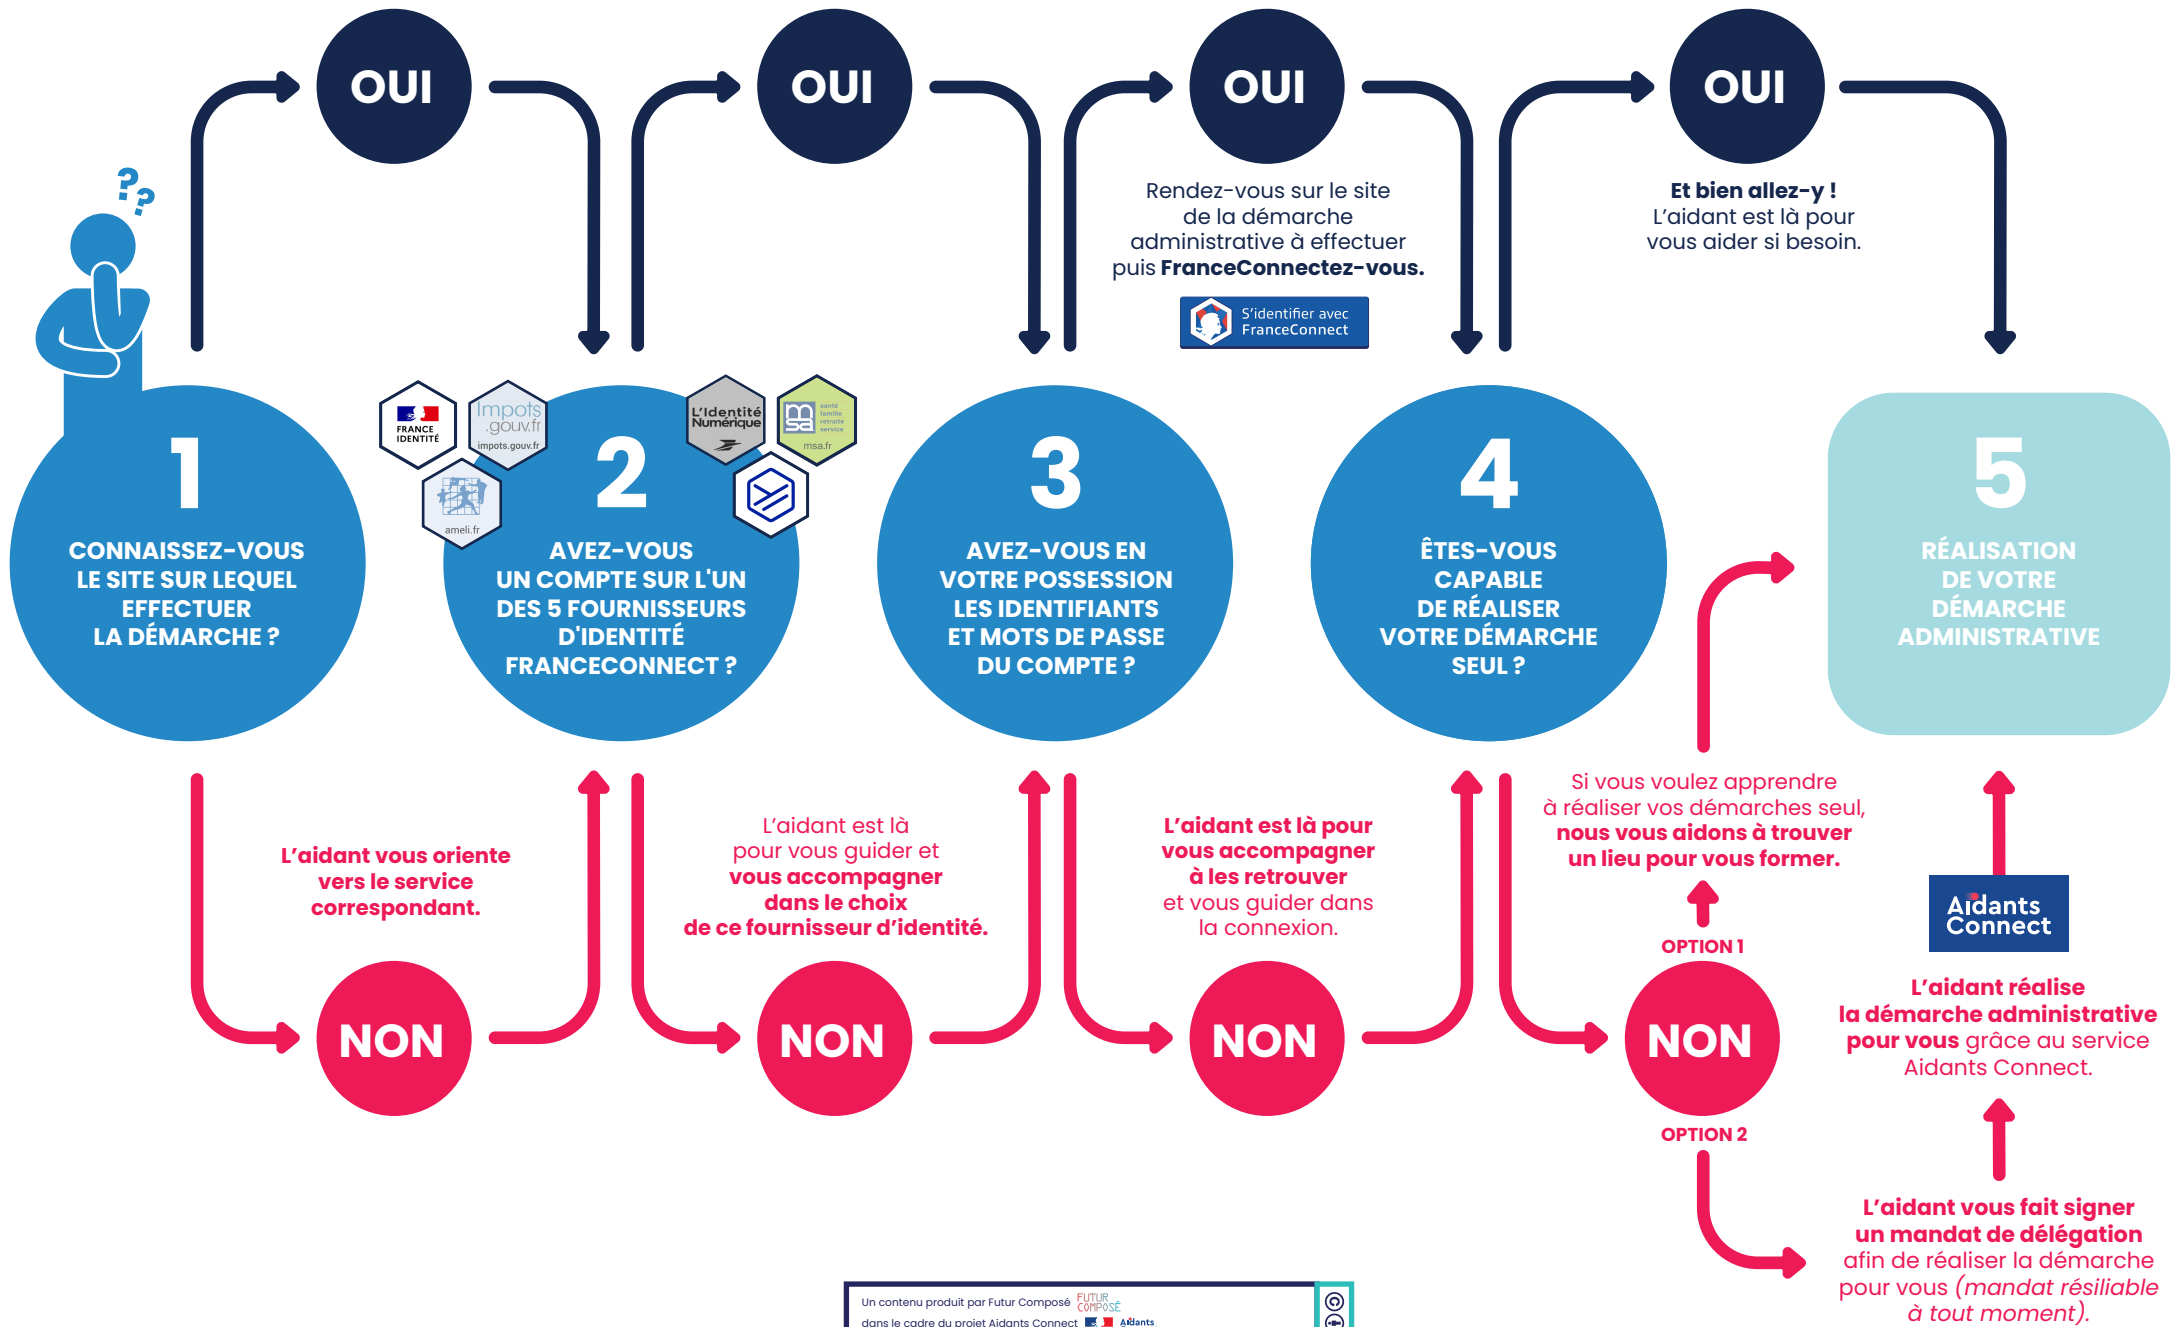 OUI
OUI
OUI
OUI
Rendez-vous sur le site
de la démarche
administrative à effectuer
puis FranceConnectez-vous.
S'identifier avec
FranceConnect
Et bien allez-y !
L'aidant est là pour
vous aider si besoin.
??
1
CONNAISSEZ-VOUS
LE SITE SUR LEQUEL
EFFECTUER
LA DÉMARCHE ?
FRANCE
IDENTITÉ
Impots
.gouv.fr
impots.gouv.fr
ameli.fr
L'Identité
Numérique
msa
santé
famille
retraite
service
msa.fr
2
AVEZ-VOUS
UN COMPTE SUR L'UN
DES 5 FOURNISSEURS
D'IDENTITÉ
FRANCECONNECT ?
3
AVEZ-VOUS EN
VOTRE POSSESSION
LES IDENTIFIANTS
ET MOTS DE PASSE
DU COMPTE ?
4
ÊTES-VOUS
CAPABLE
DE RÉALISER
VOTRE DÉMARCHE
SEUL ?
5
RÉALISATION
DE VOTRE
DÉMARCHE
ADMINISTRATIVE
L'aidant vous oriente
vers le service
correspondant.
NON
L'aidant est là
pour vous guider et
vous accompagner
dans le choix
de ce fournisseur d'identité.
NON
L'aidant est là pour
vous accompagner
à les retrouver
et vous guider dans
la connexion.
NON
Si vous voulez apprendre
à réaliser vos démarches seul,
nous vous aidons à trouver
un lieu pour vous former.
OPTION 1
NON
OPTION 2
Aidants
Connect
L'aidant réalise
la démarche administrative
pour vous grâce au service
Aidants Connect.
L'aidant vous fait signer
un mandat de délégation
afin de réaliser la démarche
pour vous (mandat résiliable
à tout moment).
Un contenu produit par Futur Composé FUTUR
COMPOSÉ
dans le cadre du projet Aidants Connect Aidants